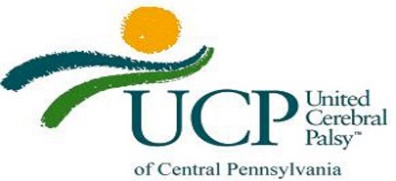 UCP
United
Cerebral
Palsy™
of Central Pennsylvania